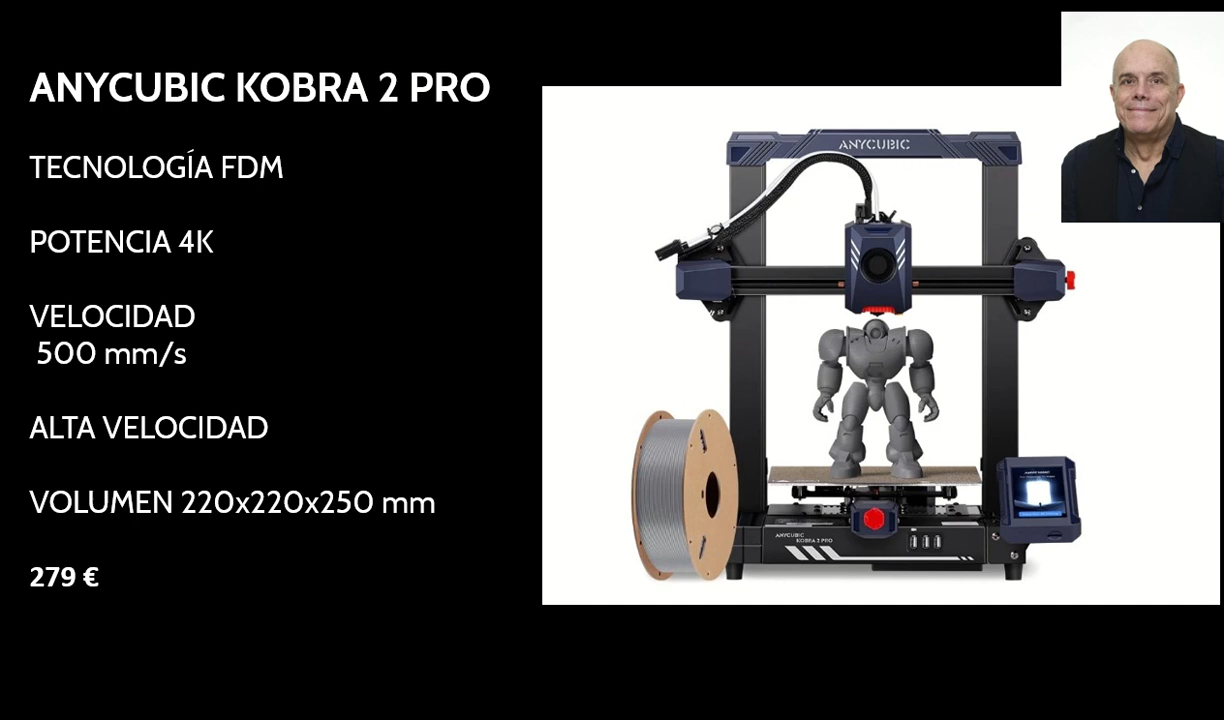 ANYCUBIC KOBRA 2 PRO
TECNOLOGÍA FDM
POTENCIA 4K
VELOCIDAD
500 mm/s
ALTA VELOCIDAD
VOLUMEN 220x220x250 mm
279 €
ANYCUBIC
ANYCUBIC
KOBRA 2 PRO